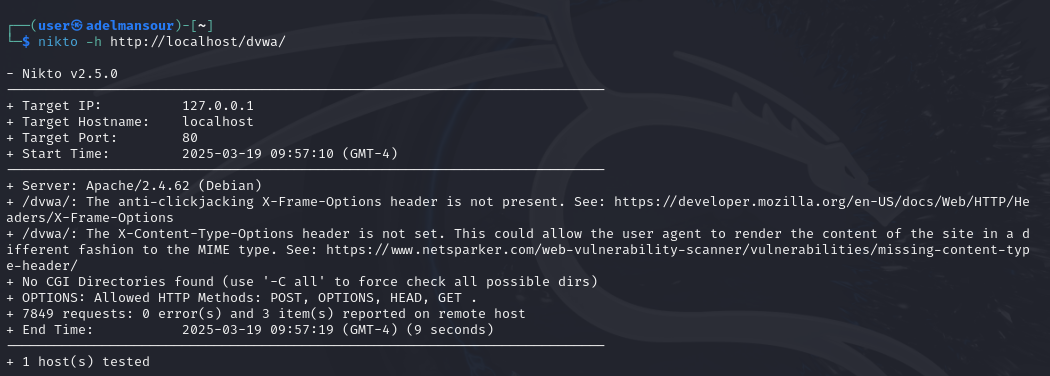 ┌──(user㉿adelmansour)-[~]
└─$ nikto -h http://localhost/dvwa/
- Nikto v2.5.0
---------------------------------------------------------------------------
+ Target IP:          127.0.0.1
+ Target Hostname:    localhost
+ Target Port:        80
+ Start Time:         2025-03-19 09:57:10 (GMT-4)
---------------------------------------------------------------------------
+ Server: Apache/2.4.62 (Debian)
+ /dvwa/: The anti-clickjacking X-Frame-Options header is not present. See: https://developer.mozilla.org/en-US/docs/Web/HTTP/He
aders/X-Frame-Options
+ /dvwa/: The X-Content-Type-Options header is not set. This could allow the user agent to render the content of the site in a d
ifferent fashion to the MIME type. See: https://www.netsparker.com/web-vulnerability-scanner/vulnerabilities/missing-content-typ
e-header/
+ No CGI Directories found (use '-C all' to force check all possible dirs)
+ OPTIONS: Allowed HTTP Methods: POST, OPTIONS, HEAD, GET .
+ 7849 requests: 0 error(s) and 3 item(s) reported on remote host
+ End Time:           2025-03-19 09:57:19 (GMT-4) (9 seconds)
---------------------------------------------------------------------------
+ 1 host(s) tested